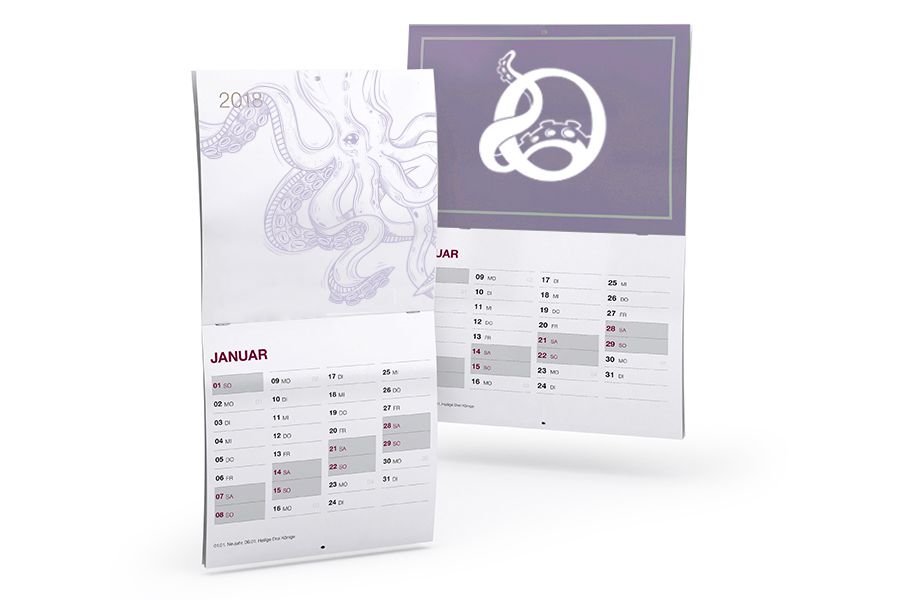 2018
JANUAR
01 SO 09 MO 17 DI 25 MI
02 MO 10 DI 18 MI 26 DO
03 DI 11 MI 19 DO 27 FR
04 MI 12 DO 20 FR 28 SA
05 DO 13 FR 21 SA 29 SO
06 FR 14 SA 22 SO 30 MO
07 SA 15 SO 23 MO 31 DI
08 SO 16 MO 24 DI
01.01. Neujahr, 06.01. Heilige Drei Könige
UAR
09 MO 17 DI 25 MI
10 DI 18 MI 26 DO
11 MI 19 DO 27 FR
12 DO 20 FR 28 SA
13 FR 21 SA 29 SO
14 SA 22 SO 30 MO
15 SO 23 MO 31 DI
16 MO 24 DI
Heilige Drei Könige